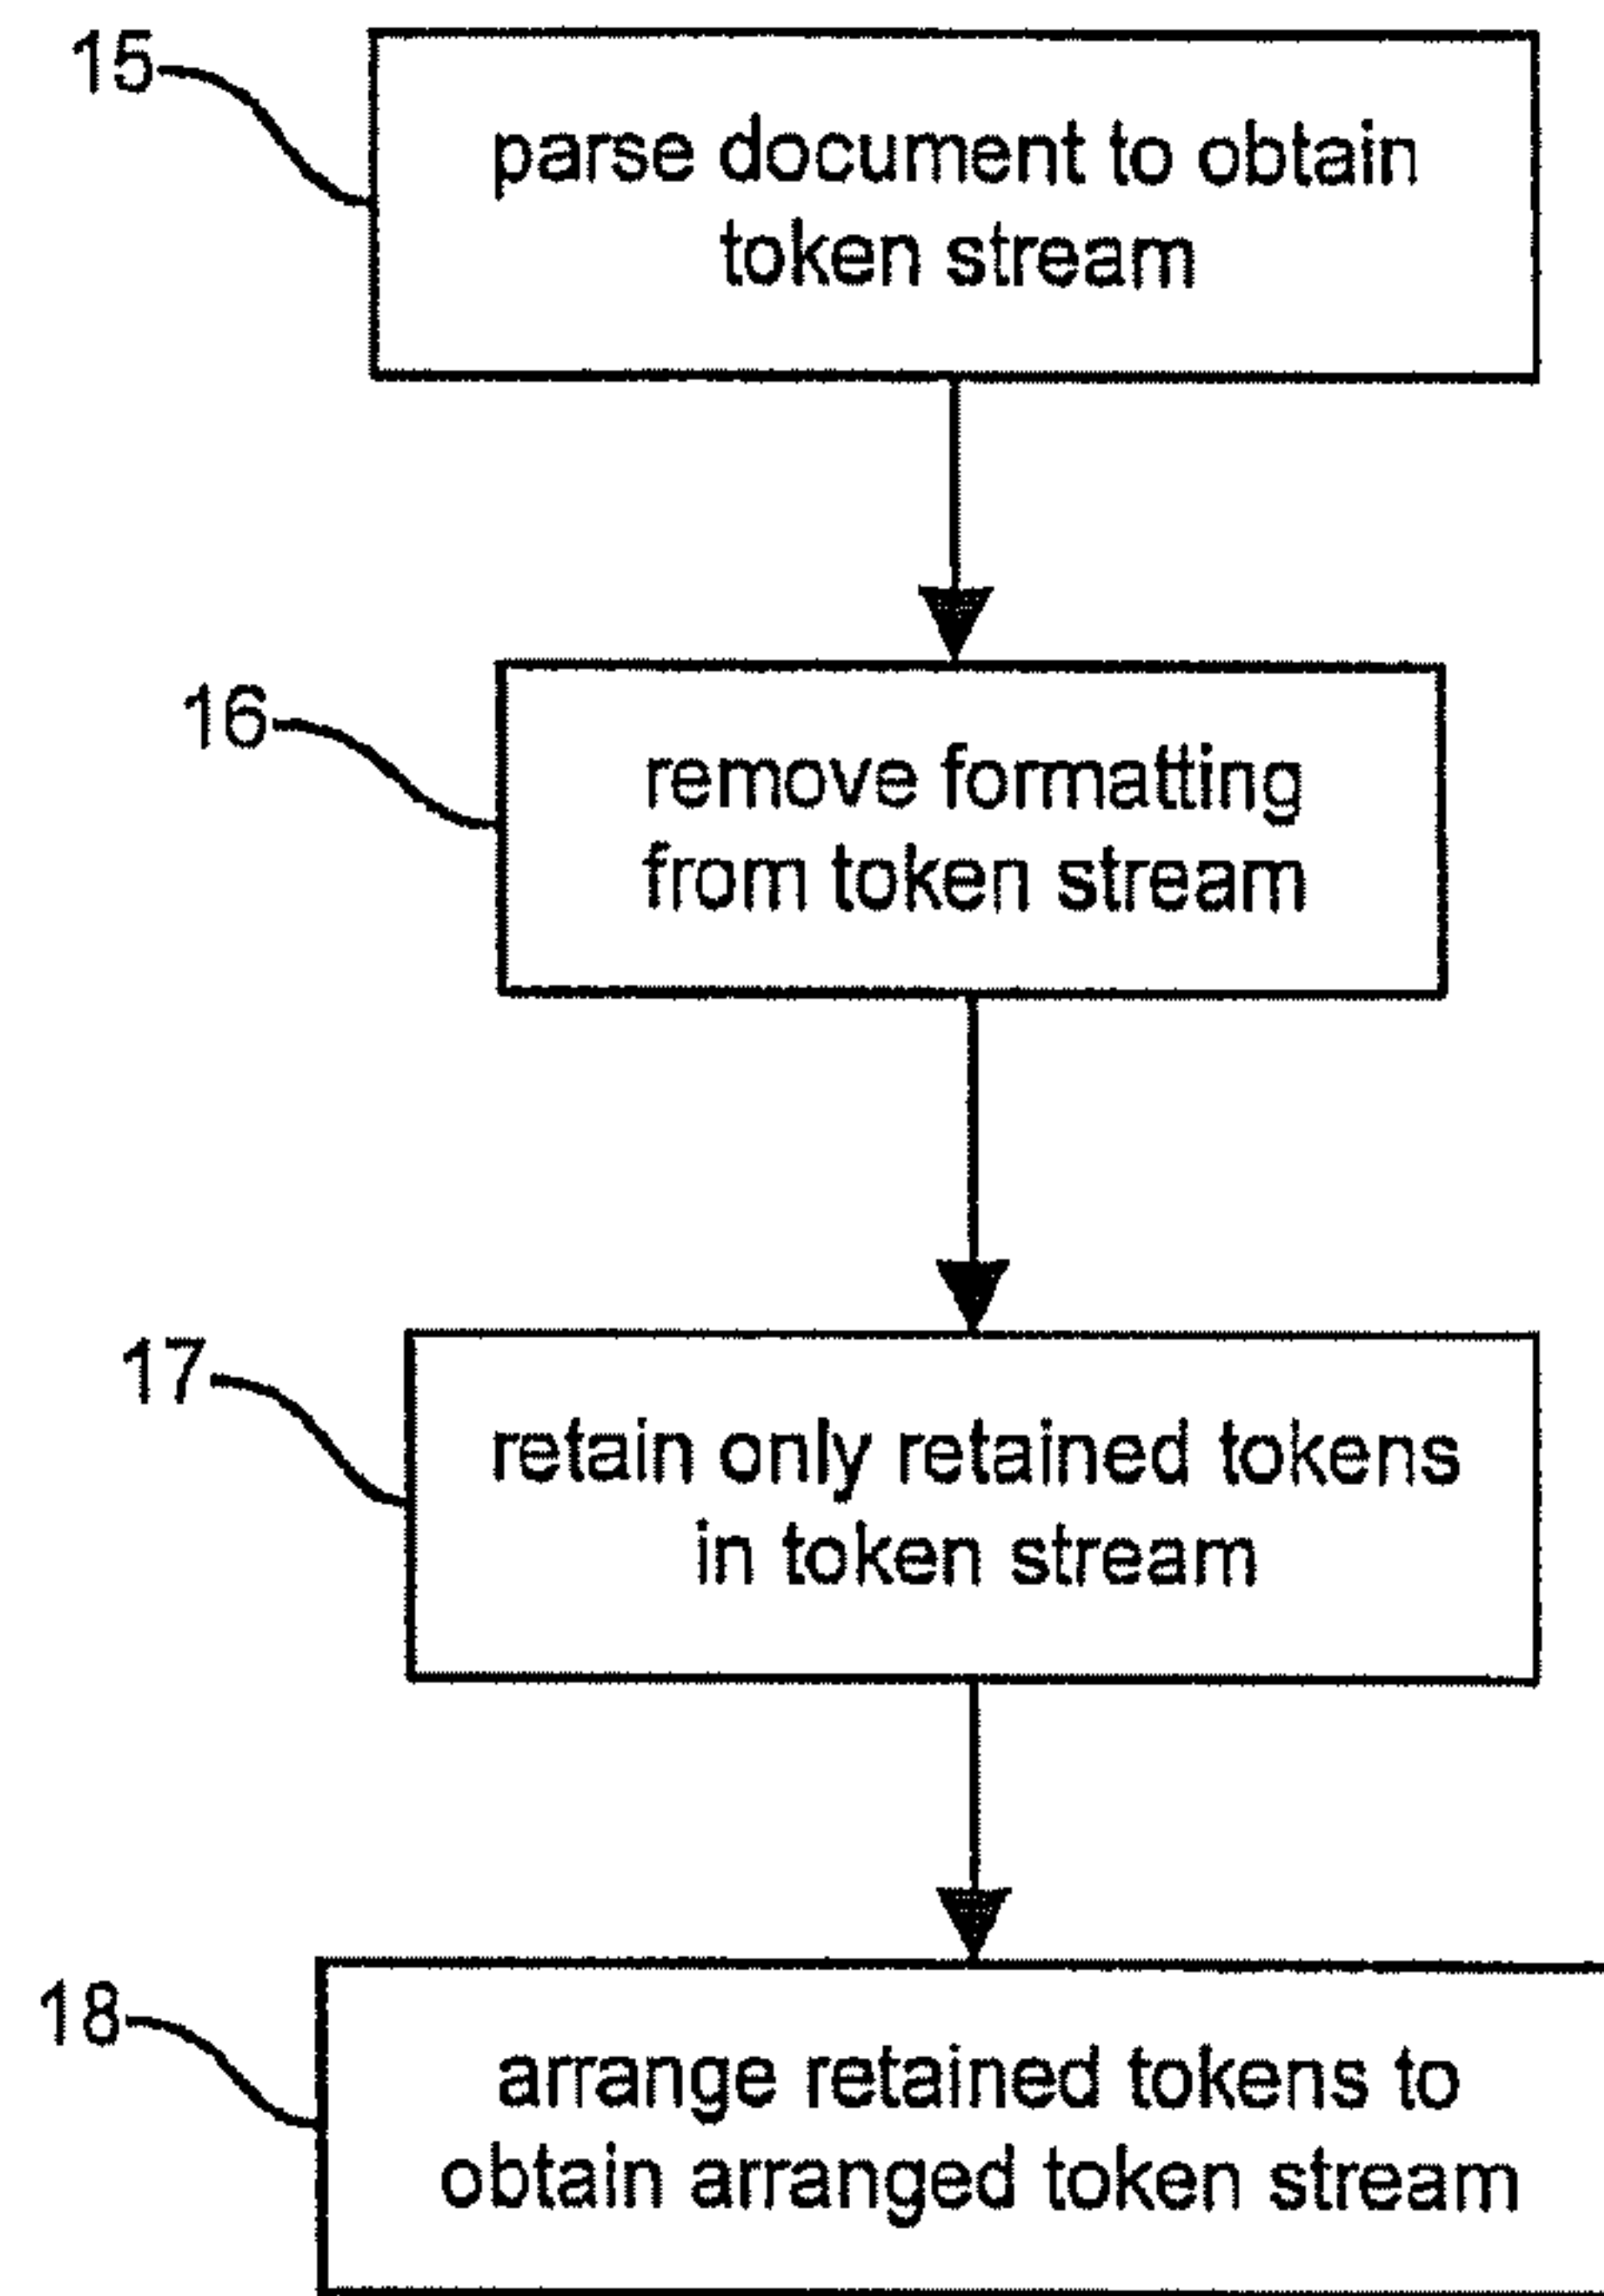 15
parse document to obtain
token stream
16
remove formatting
from token stream
17
retain only retained tokens
in token stream
18
arrange retained tokens to
obtain arranged token stream